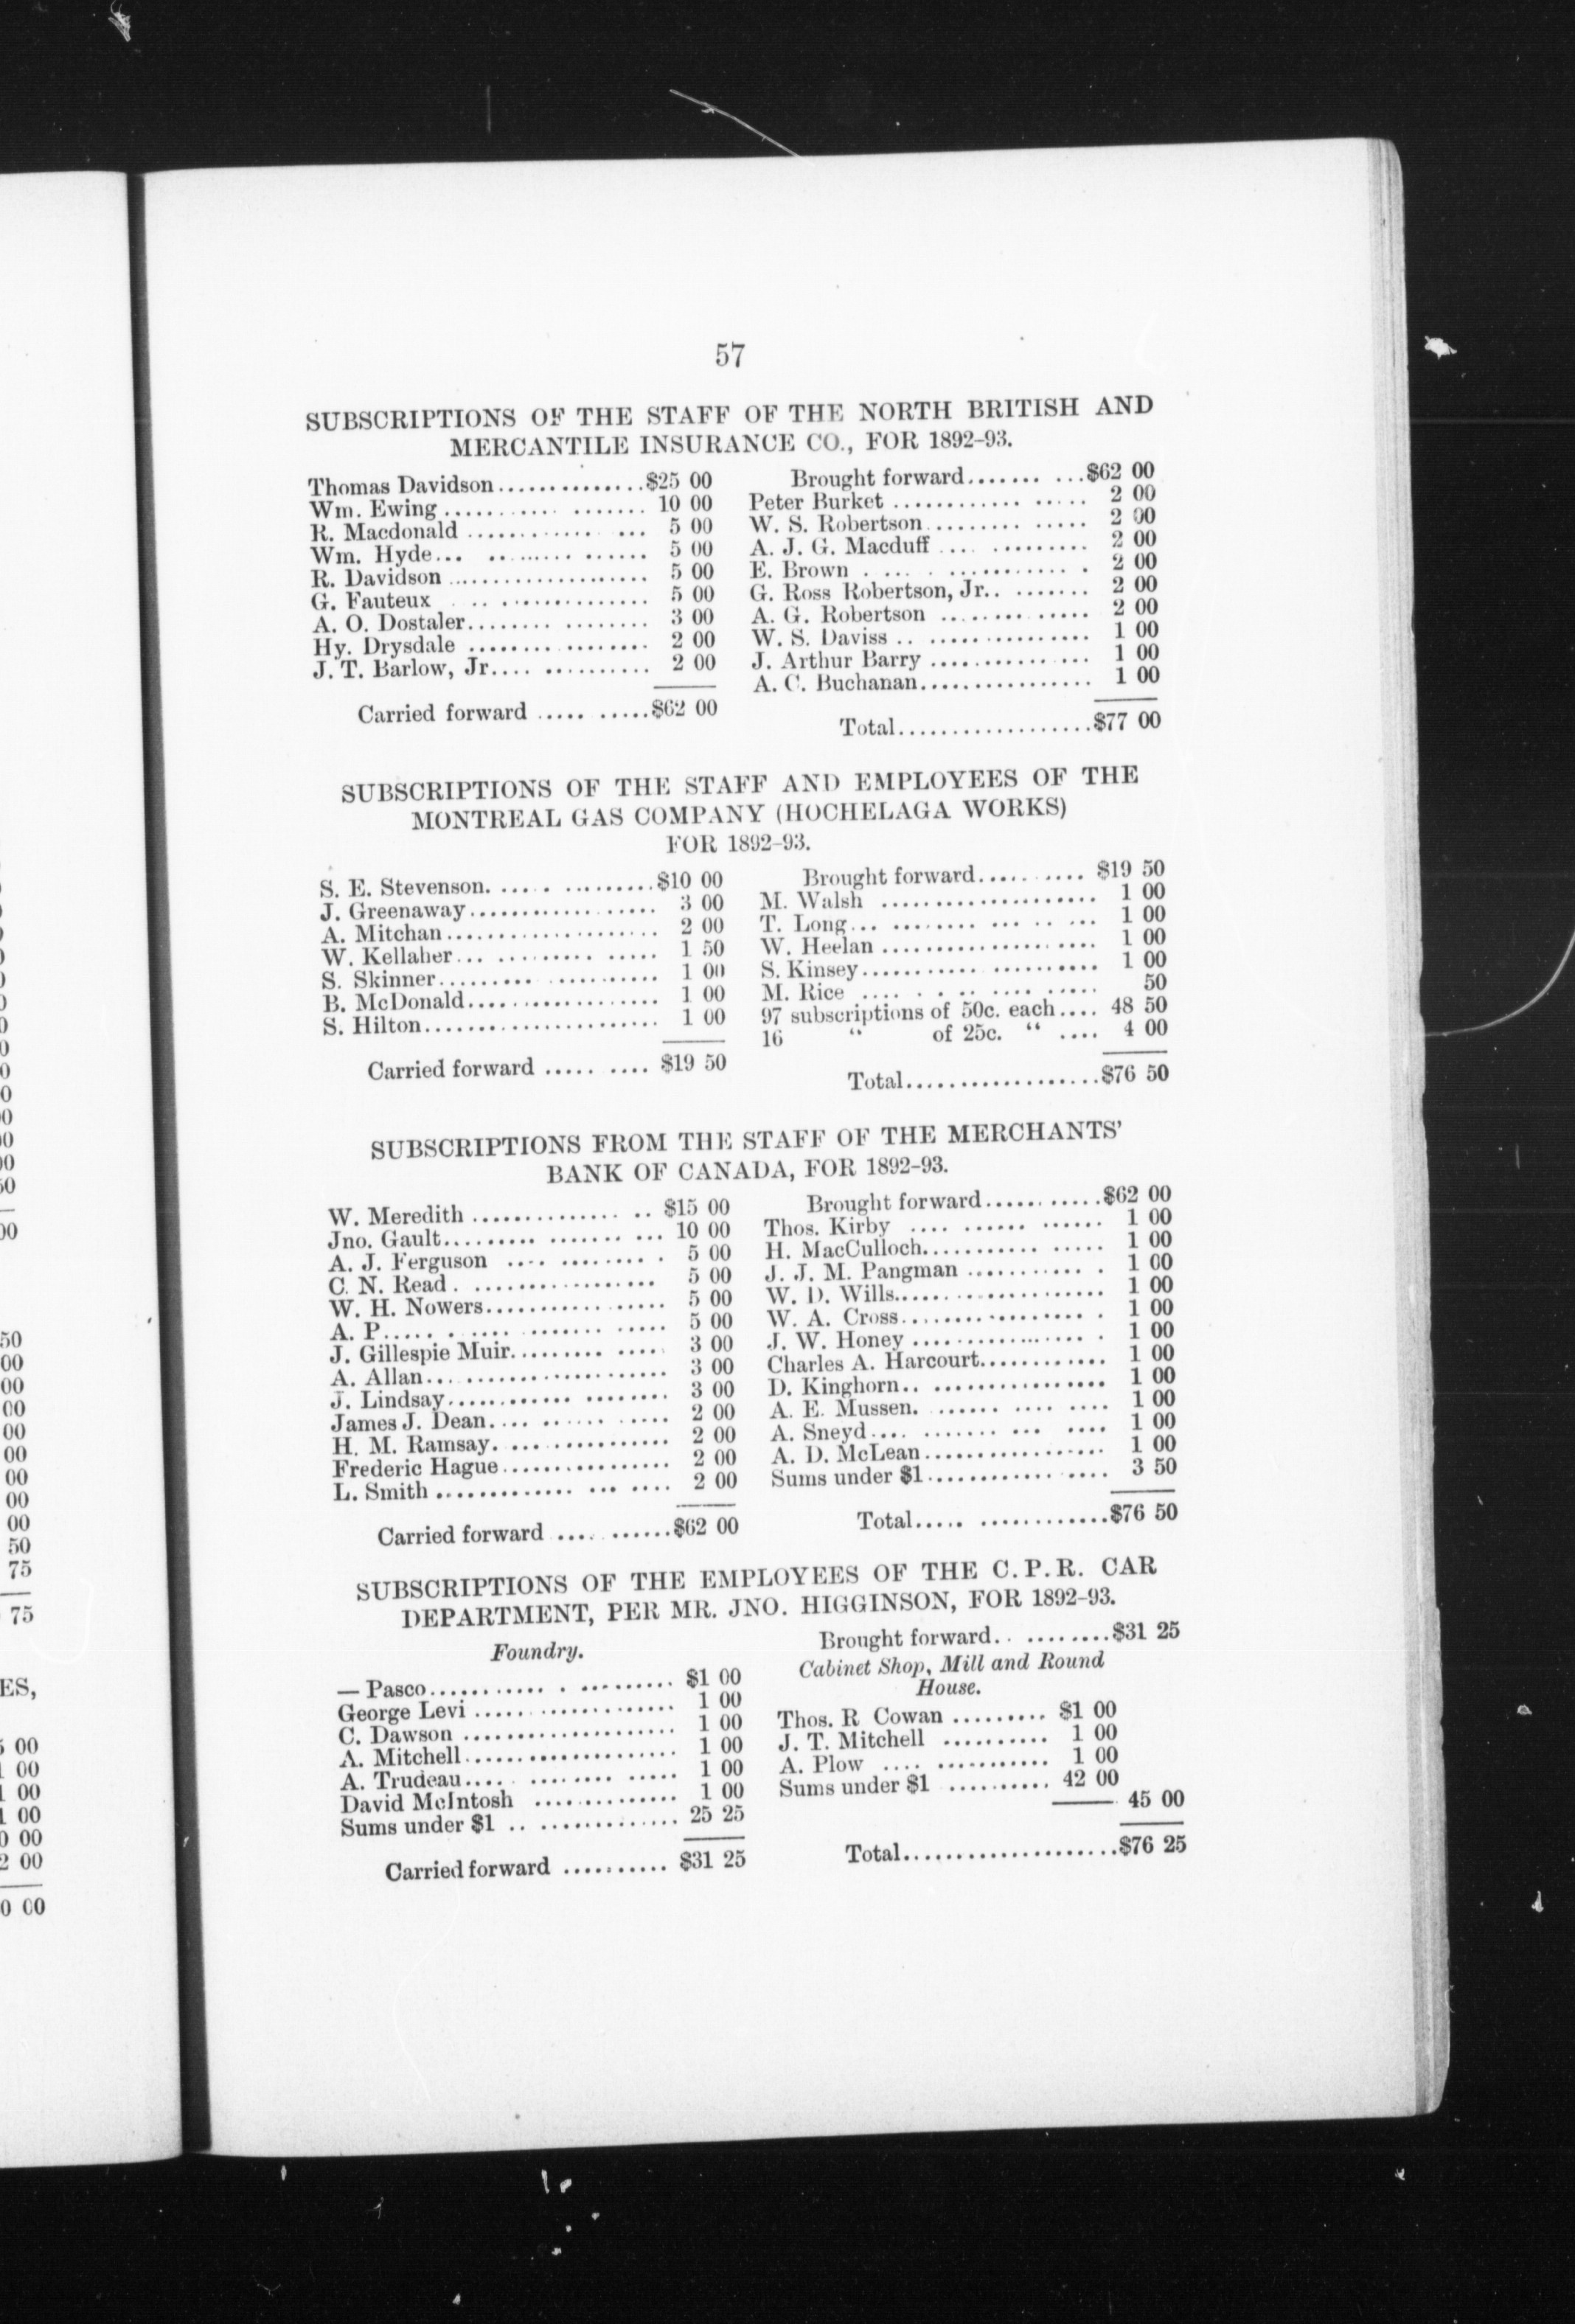 57
SUBSCRIPTIONS OF THE STAFF OF THE NORTH BRITISH AND
MERCANTILE INSURANCE CO., FOR 1892-93.
Thomas Davidson..............$25 00
Wm. Ewing ........... ....... 10 00
R. Macdonald ............ ... 5 00
Wm. Hyde... ......... ...... 5 00
R. Davidson ................... 5 00
G. Fauteux .. .............. 5 00
A. O. Dostaler........ ........ 3 00
Hy. Drysdale ......... ....... 2 00
J. T. Barlow, Jr.... .......... 2 00
Carried forward ..... .....$62 00
Brought forward....... ...$62 00
Peter Burket ............ ..... 2 00
W. S. Robertson......... ..... 2 00
A. J. G. Macduff .... ......... 2 00
E. Brown . ... . ............ . 2 00
G. Ross Robertson, Jr.. ....... 2 00
A. G. Robertson .............. 2 00
W. S. Daviss .. ............... 1 00
J. Arthur Barry ............... 1 00
A. C. Buchanan................ 1 00
Total..................$77 00
SUBSCRIPTIONS OF THE STAFF AND EMPLOYEES OF THE
MONTREAL GAS COMPANY (HOCHELAGA WORKS)
FOR 1892-93.
S. E. Stevenson. ..... .........$10 00
J. Greenaway.................. 3 00
A. Mitchan.................... 2 00
W. Kellaher... ......... ..... 1 50
S. Skinner......... ............ 1 00
B. McDonald.................. 1 00
S. Hilton...................... 1 00
Carried forward ..... .... $19 50
Brought forward.......... $19 50
M. Walsh .................... 1 00
T. Long... ........ ... .. ... 1 00
W. Heelan .................... 1 00
S. Kinsey........... .......... 1 00
M. Rice .... . . .. .... ..... 50
97 subscriptions of 50c. each.... 48 50
16 “ of 25c. “ .... 4 00
Total..................$76 50
SUBSCRIPTIONS FROM THE STAFF OF THE MERCHANTS'
BANK OF CANADA, FOR 1892-93.
W. Meredith .............. .. $15 00
Jno. Gault......... ....... ... 10 00
A. J. Ferguson .... ........ . 5 00
C. N. Read. ................. 5 00
W. H. Nowers................. 5 00
A. P..... . .... ....... ..... 5 00
J. Gillespie Muir......... .... 3 00
A. Allan... ................... 3 00
J. Lindsay............ ........ 3 00
James J. Dean.... ...... ..... 2 00
H. M. Ramsay. ............... 2 00
Frederic Hague................ 2 00
L. Smith ............. ... .... 2 00
Carried forward .... ......$62 00
Brought forward...........$62 00
Thos. Kirby .... ...... ...... 1 00
H. MacCulloch........... ..... 1 00
J. J. M. Pangman ........... . 1 00
W. D. Wills.................... 1 00
W. A. Cross................. . 1 00
J. W. Honey ................ . 1 00
Charles A. Harcourt............ 1 00
D. Kinghorn.. ................ 1 00
A. E. Mussen. ...... .... .... 1 00
A. Sneyd.... ........ ... .... 1 00
A. D. McLean................. 1 00
Sums under $1............ .... 3 50
Total..... ............$76 50
SUBSCRIPTIONS OF THE EMPLOYEES OF THE C. P. R. CAR
DEPARTMENT, PER MR. JNO. HIGGINSON, FOR 1892-93.
Foundry.
— Pasco........... . ......... $1 00
George Levi ................... 1 00
C. Dawson .................... 1 00
A. Mitchell.................... 1 00
A. Trudeau.... ........ ..... 1 00
David McIntosh .............. 1 00
Sums under $1 .. .............. 25 25
Carried forward .......... $31 25
Brought forward. . ........$31 25
Cabinet Shop, Mill and Round
House.
Thos. R Cowan ......... $1 00
J. T. Mitchell .......... 1 00
A. Plow .... ........... 1 00
Sums under $1 .......... 42 00
45 00
Total....................$76 25